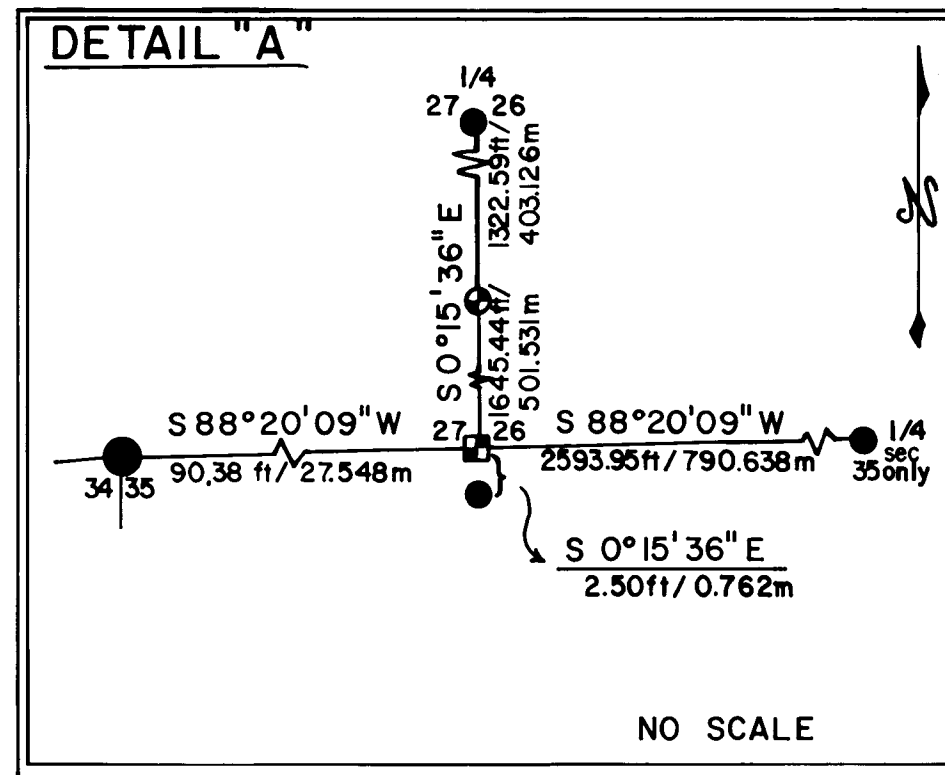 DETAIL "A"
1/4
27 26
1322.59ft/
403.126m
N
S 0°15'36" E
1645.44ft/
501.531m
S 88°20'09" W
27 26
S 88°20'09" W
1/4
sec
35 only
90.38 ft/ 27.548m
2593.95ft/ 790.638m
34 35
S 0°15'36" E
2.50ft/ 0.762m
NO SCALE